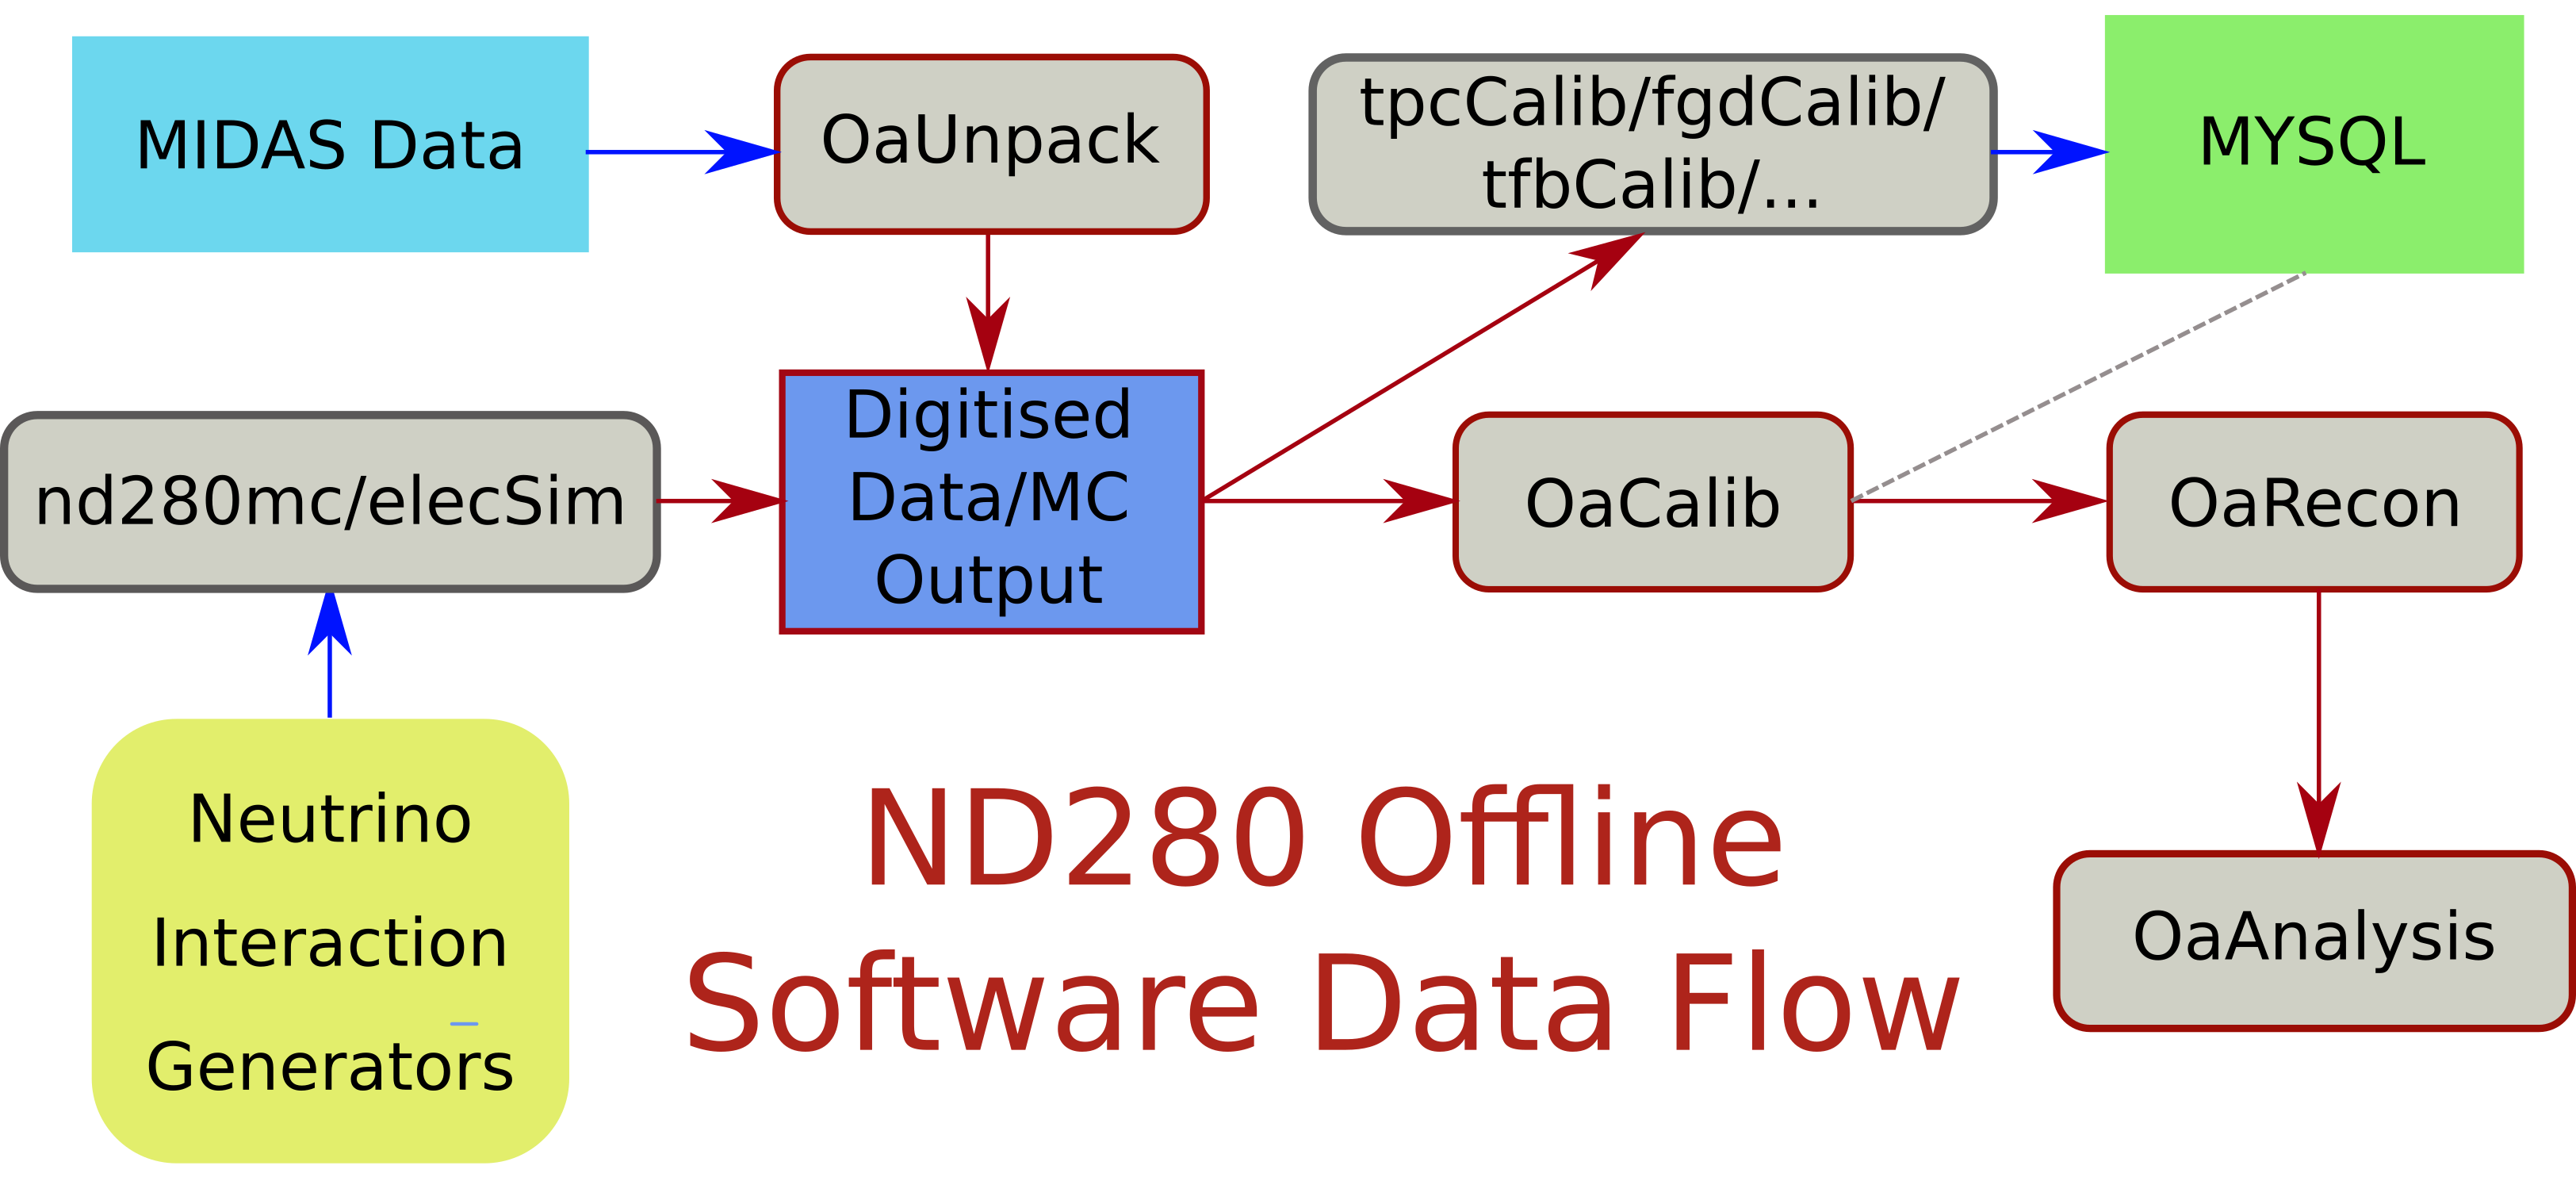 MIDAS Data
OaUnpack
tpcCalib/fgdCalib/
tfbCalib/...
MYSQL
nd280mc/elecSim
Digitised
Data/MC
Output
OaCalib
OaRecon
Neutrino
Interaction
Generators
ND280 Offline
Software Data Flow
OaAnalysis